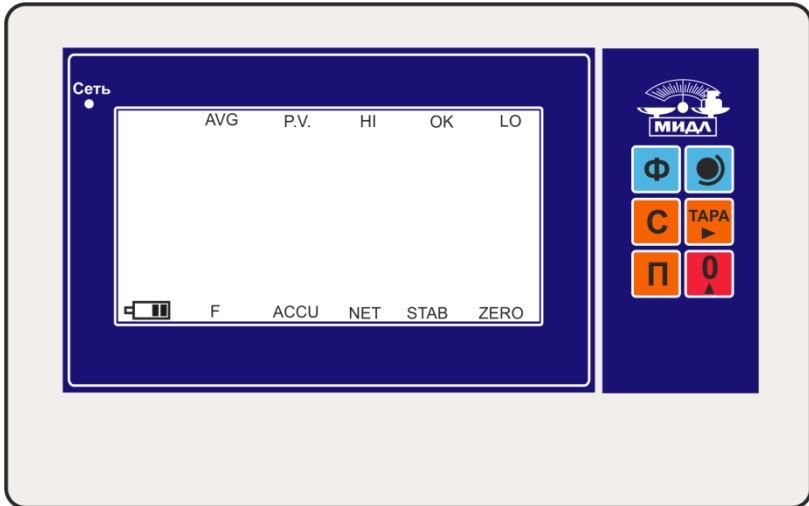 Сеть
AVG P.V. HI OK LO
F ACCU NET STAB ZERO
МИДЛ
Ф
С ТАРА
П 0